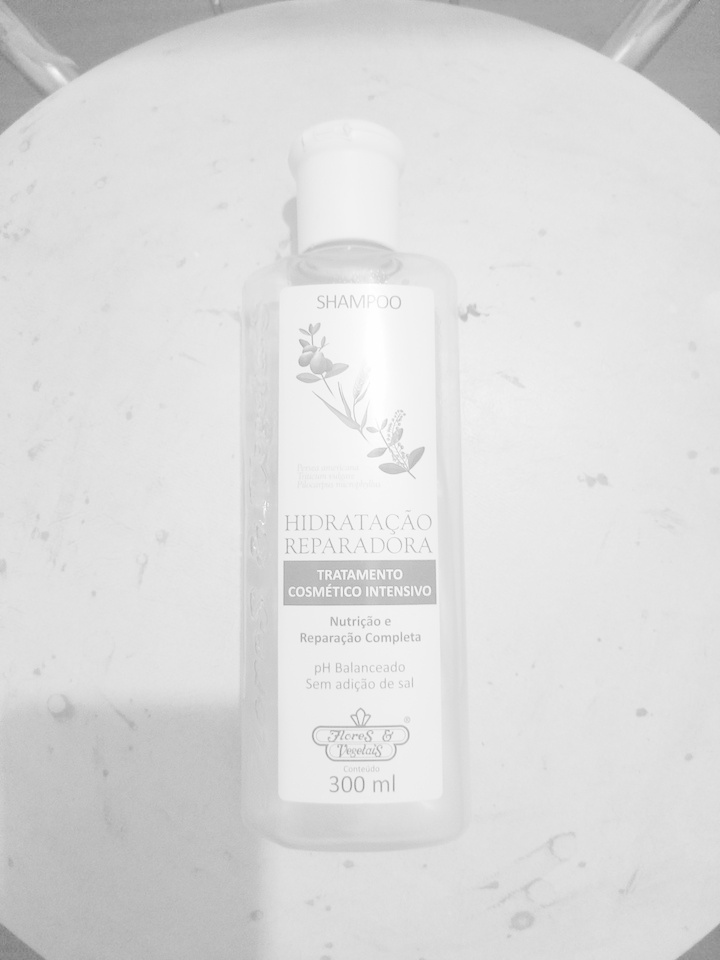 SHAMPOO
HIDRATAÇÃO
REPARADORA
TRATAMENTO
COSMÉTICO INTENSIVO
Nutrição e
Reparação Completa
pH Balanceado
Sem adição de sal
Flores &
Vegetais
®
Conteúdo
300 ml